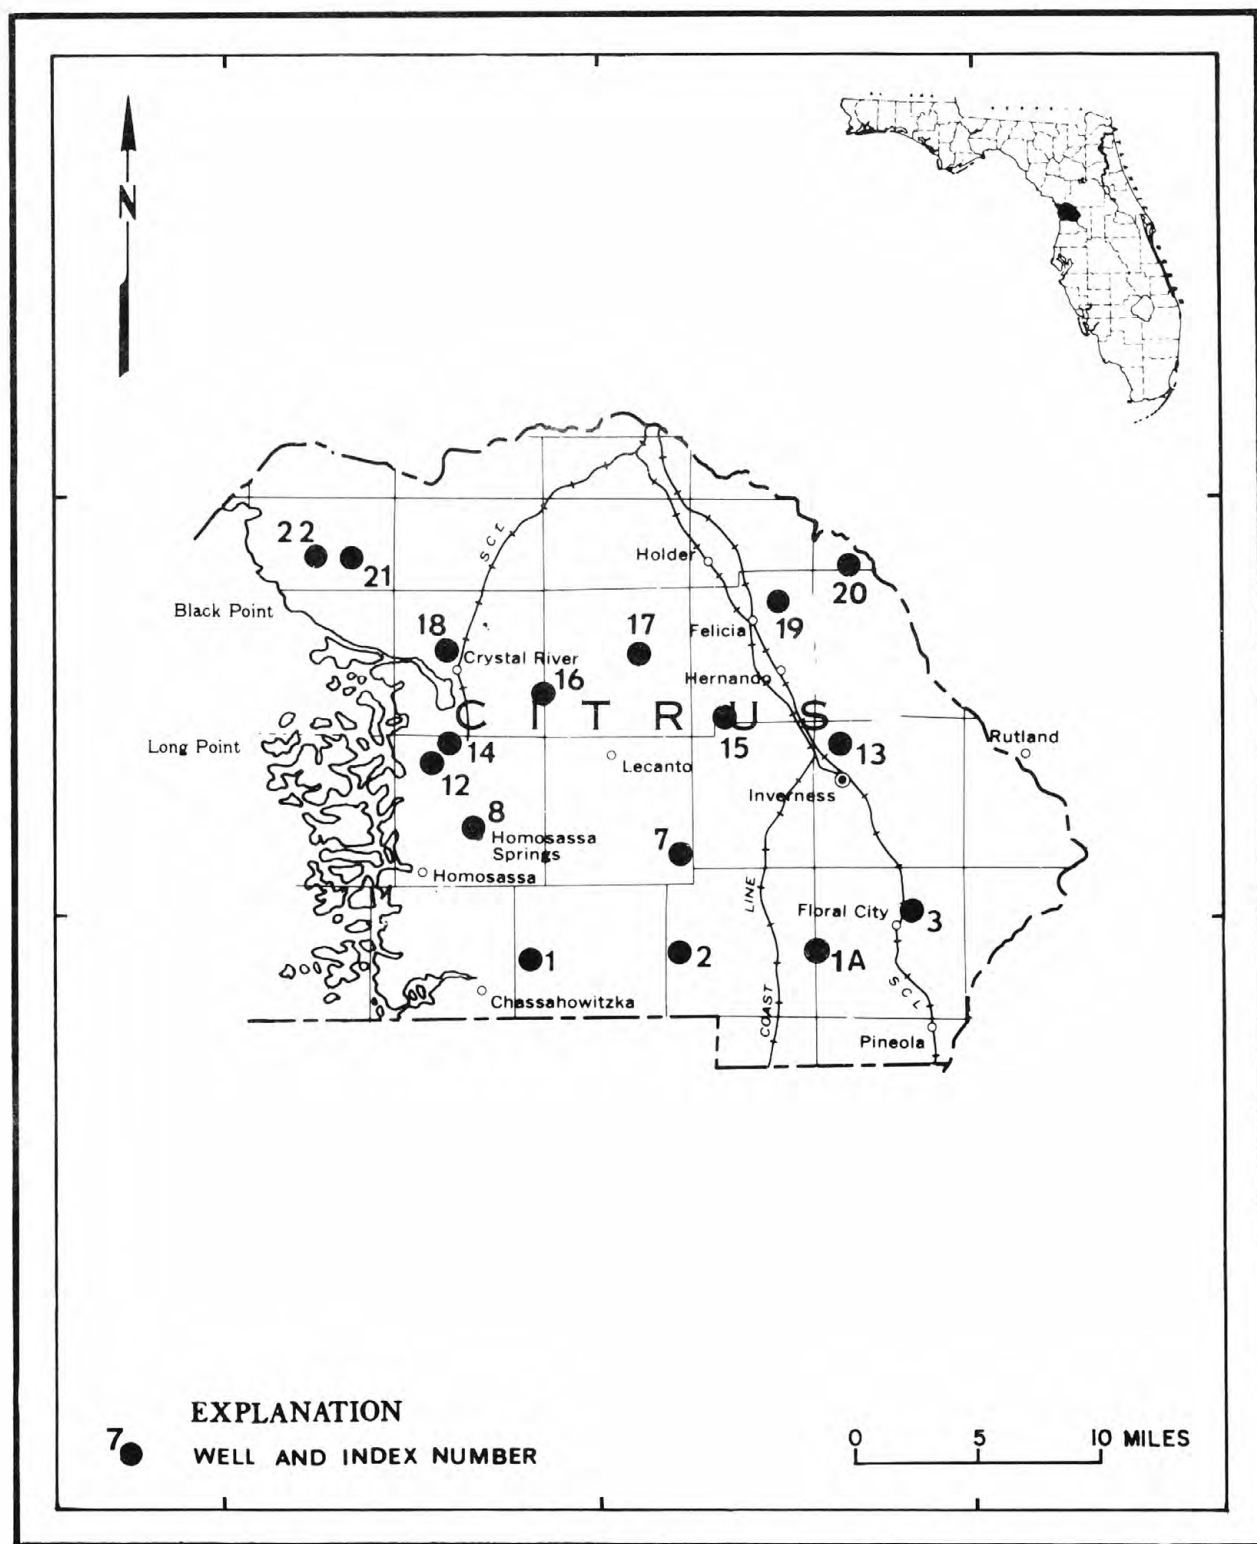 N
22
21
SCL
Holder
20
Black Point
18
17
Felicia
19
Crystal River
16
Hernando
CITRUS
Long Point
14
15
13
Rutland
12
Lecanto
Inverness
8
Homosassa
Springs
7
Homosassa
LINE
Floral City
3
1
2
1A
SCL
Chassahowitzka
COAST
Pineola
EXPLANATION
7
WELL AND INDEX NUMBER
0 5 10 MILES